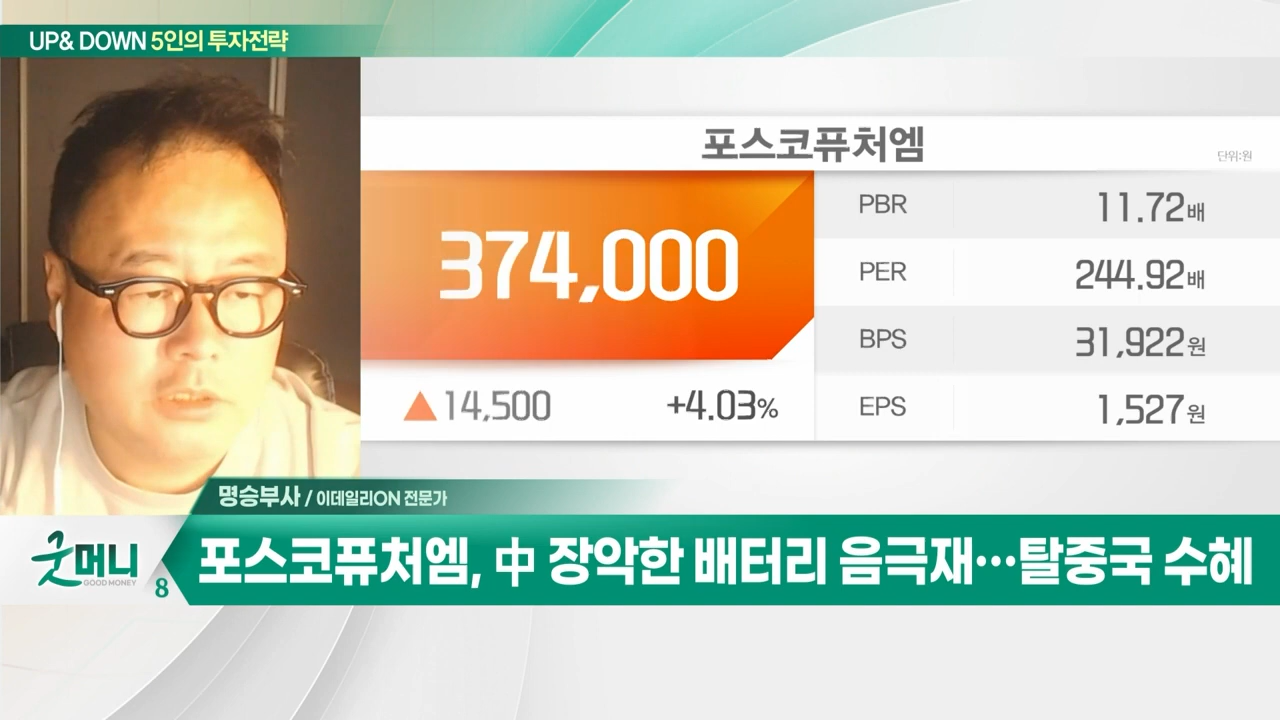 UP& DOWN 5인의 투자전략
포스코퓨처엠
단위:원
374,000
▲14,500 +4.03%
PBR 11.72배
PER 244.92배
BPS 31,922원
EPS 1,527원
명승부사 / 이데일리ON 전문가
굿머니
GOOD MONEY
8
포스코퓨처엠, 中 장악한 배터리 음극재…탈중국 수혜